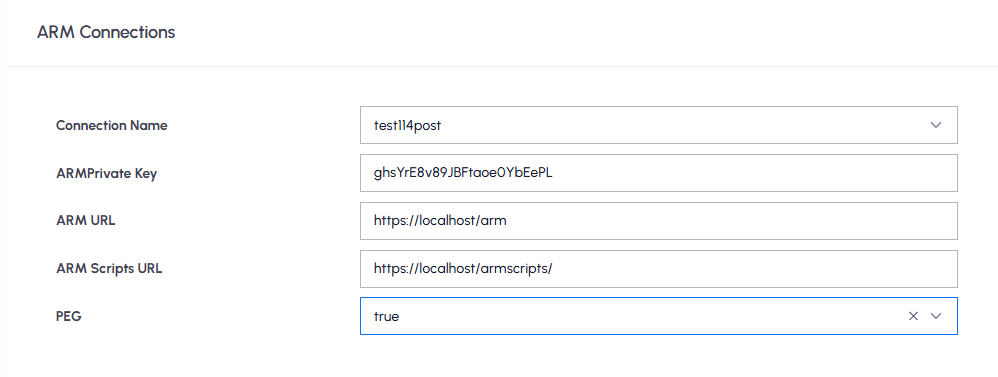 ARM Connections
Connection Name
test114post
ARMPrivate Key
ghsYrE8v89JBFtaoe0YbEePL
ARM URL
https://localhost/arm
ARM Scripts URL
https://localhost/armscripts/
PEG
true